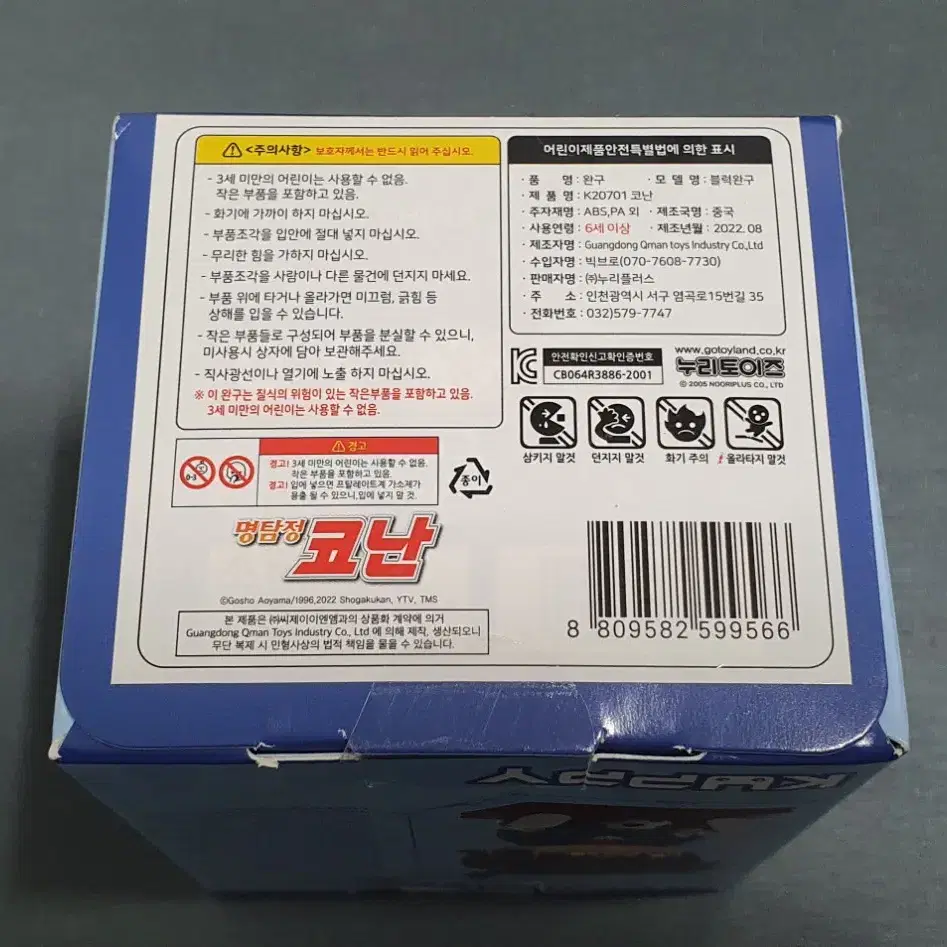 <주의사항> 보호자께서는 반드시 읽어 주십시오.
- 3세 미만의 어린이는 사용할 수 없음.
작은 부품을 포함하고 있음.
- 화기에 가까이 하지 마십시오.
- 부품조각을 입안에 절대 넣지 마십시오.
- 무리한 힘을 가하지 마십시오.
- 부품조각을 사람이나 다른 물건에 던지지 마세요.
- 부품 위에 타거나 올라가면 미끄럼, 긁힘 등
상해를 입을 수 있습니다.
- 작은 부품들로 구성되어 부품을 분실할 수 있으니,
미사용시 상자에 담아 보관해주세요.
- 직사광선이나 열기에 노출 하지 마십시오.
※ 이 완구는 질식의 위험이 있는 작은부품을 포함하고 있음.
3세 미만의 어린이는 사용할 수 없음.
어린이제품안전특별법에 의한 표시
· 품 명 : 완구 · 모 델 명 : 블럭완구
· 제 품 명 : K20701 코난
· 주자재명 : ABS,PA 외 · 제조국명 : 중국
· 사용연령 : 6세 이상 · 제조년월 : 2022. 08
· 제조자명 : Guangdong Qman toys Industry Co.,Ltd
· 수입자명 : 빅브로(070-7608-7730)
· 판매자명 : ㈜누리플러스
· 주 소 : 인천광역시 서구 염곡로15번길 35
· 전화번호 : 032)579-7747
안전확인신고확인증번호
CB064R3886-2001
www.gotoyland.co.kr
누리토이즈
© 2005 NOORIPLUS CO., LTD
삼키지 말것 던지지 말것 화기 주의 올라타지 말것
0-3
경고
경고! 3세 미만의 어린이는 사용할 수 없음.
작은 부품을 포함하고 있음.
경고! 입에 넣으면 프탈레이트계 가소제가
용출 될 수 있으니,입에 넣지 말 것.
종이
명탐정 코난
©Gosho Aoyama/1996,2022 Shogakukan, YTV, TMS
본 제품은 ㈜씨제이이엔엠과의 상품화 계약에 의거
Guangdong Qman Toys Industry Co., Ltd 에 의해 제작, 생산되오니
무단 복제 시 민형사상의 법적 책임을 물을 수 있습니다.
8 809582 599566
KEEPPY